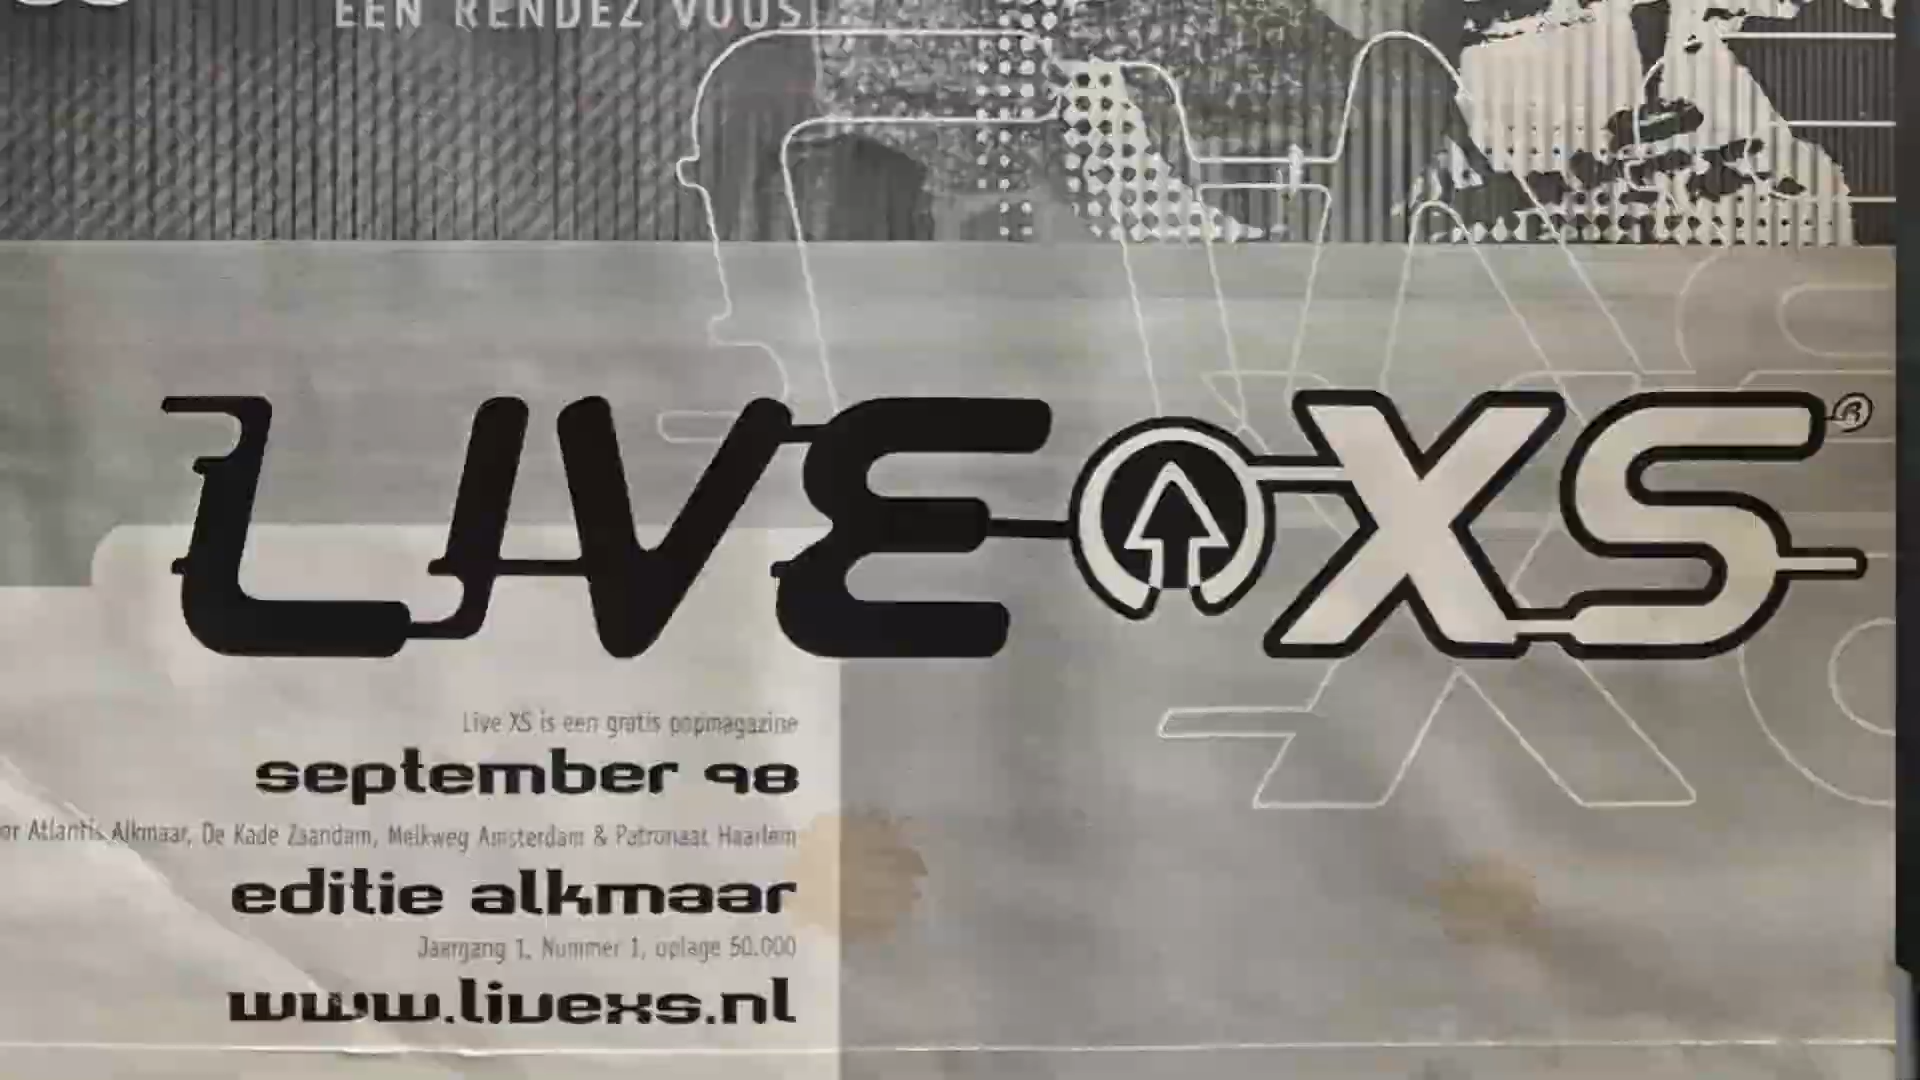 EEN RENDEZ VOUS
LIVE XS ®
Live XS is een gratis popmagazine
september 98
or Atlantis Alkmaar, De Kade Zaandam, Melkweg Amsterdam & Patronaat Haarlem
editie alkmaar
Jaargang 1, Nummer 1, oplage 50.000
www.livexs.nl